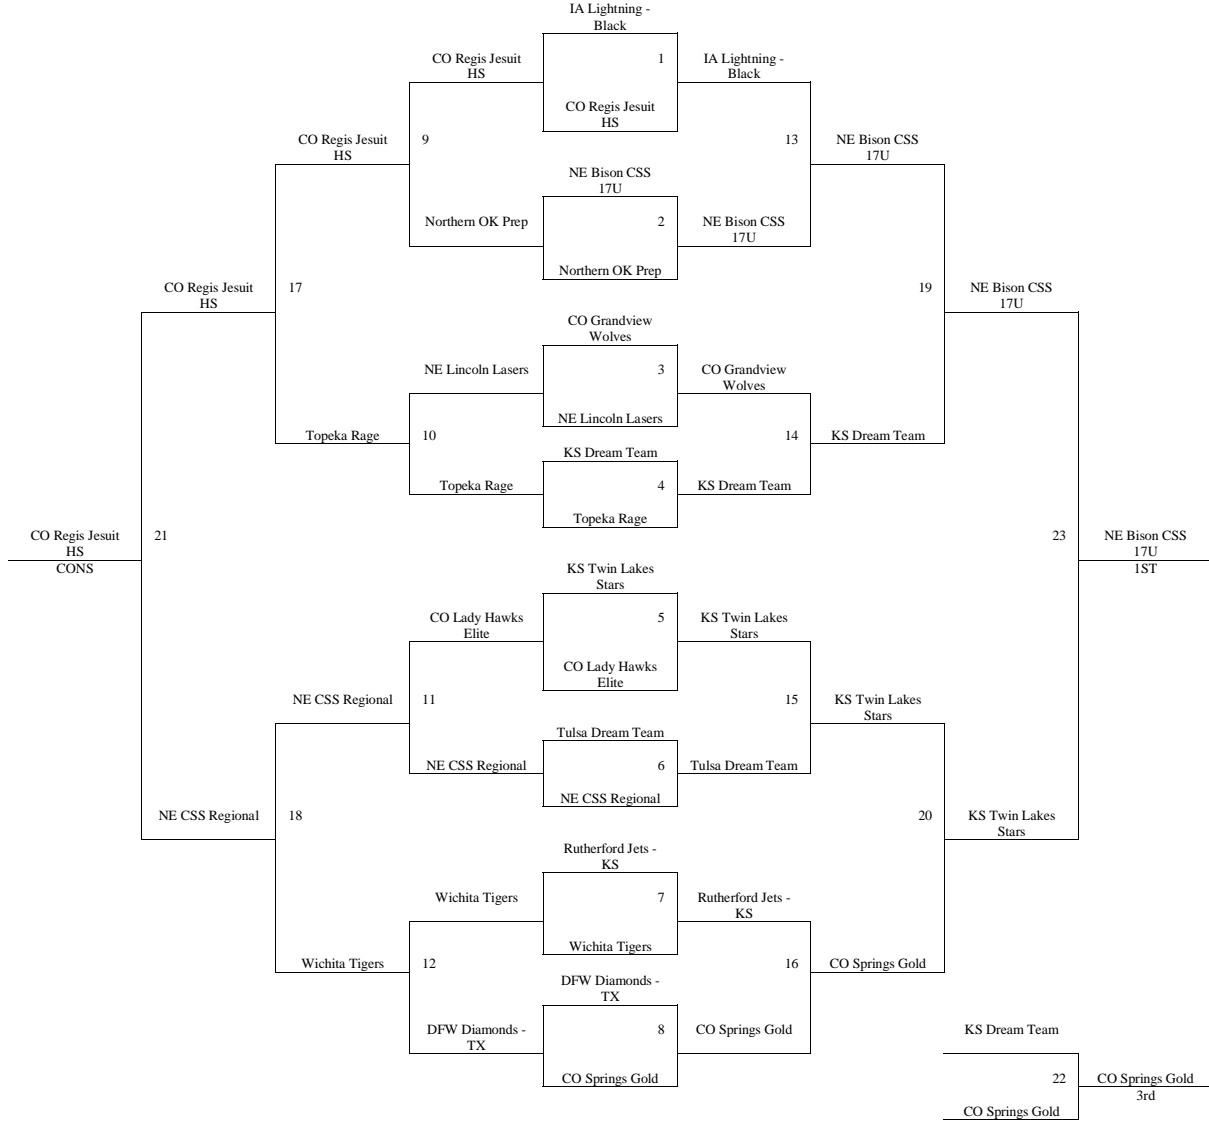 IA Lightning -
Black
CO Regis Jesuit
HS
1
IA Lightning -
Black
CO Regis Jesuit
HS
CO Regis Jesuit
HS
9
13
NE Bison CSS
17U
NE Bison CSS
17U
Northern OK Prep
2
NE Bison CSS
17U
Northern OK Prep
CO Regis Jesuit
HS
17
19
NE Bison CSS
17U
CO Grandview
Wolves
NE Lincoln Lasers
3
CO Grandview
Wolves
NE Lincoln Lasers
Topeka Rage
10
14
KS Dream Team
KS Dream Team
Topeka Rage
4
KS Dream Team
Topeka Rage
CO Regis Jesuit
HS
CONS
21
23
NE Bison CSS
17U
1ST
KS Twin Lakes
Stars
CO Lady Hawks
Elite
5
KS Twin Lakes
Stars
CO Lady Hawks
Elite
NE CSS Regional
11
15
KS Twin Lakes
Stars
Tulsa Dream Team
NE CSS Regional
6
Tulsa Dream Team
NE CSS Regional
NE CSS Regional
18
20
KS Twin Lakes
Stars
Rutherford Jets -
KS
Wichita Tigers
7
Rutherford Jets -
KS
Wichita Tigers
Wichita Tigers
12
16
CO Springs Gold
DFW Diamonds -
TX
DFW Diamonds -
TX
8
CO Springs Gold
CO Springs Gold
KS Dream Team
22
CO Springs Gold
3rd
CO Springs Gold